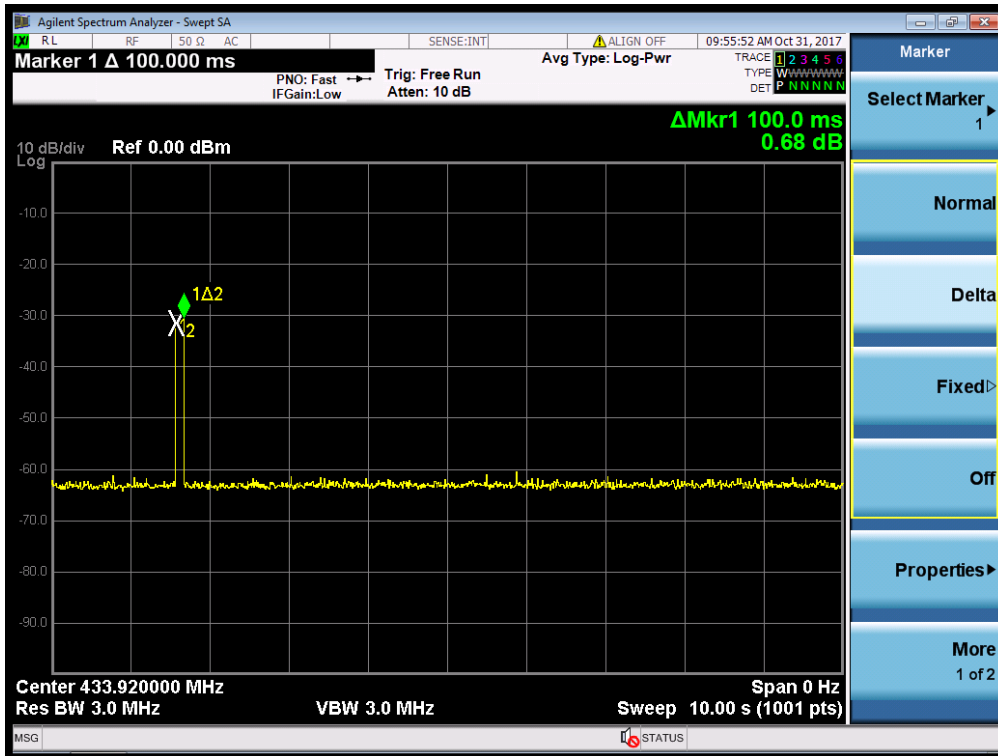 Agilent Spectrum Analyzer - Swept SA
LXI RL RF 50 Ω AC SENSE:INT ALIGN OFF 09:55:52 AM Oct 31, 2017
Marker 1 Δ 100.000 ms
PNO: Fast
IFGain:Low
Trig: Free Run
Atten: 10 dB
Avg Type: Log-Pwr
TRACE 1 2 3 4 5 6
TYPE W WWWWW
DET P N N N N N
ΔMkr1 100.0 ms
0.68 dB
10 dB/div Ref 0.00 dBm
Log
-10.0
-20.0
-30.0
-40.0
-50.0
-60.0
-70.0
-80.0
-90.0
1Δ2
2
Center 433.920000 MHz Span 0 Hz
Res BW 3.0 MHz VBW 3.0 MHz Sweep 10.00 s (1001 pts)
MSG STATUS
Marker
Select Marker
1
Normal
Delta
Fixed
Off
Properties
More
1 of 2